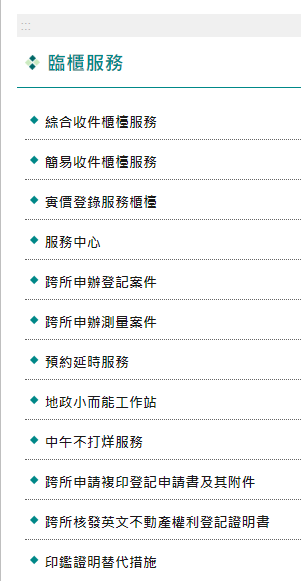 :::
臨櫃服務
綜合收件櫃檯服務
簡易收件櫃檯服務
實價登錄服務櫃檯
服務中心
跨所申辦登記案件
跨所申辦測量案件
預約延時服務
地政小而能工作站
中午不打烊服務
跨所申請複印登記申請書及其附件
跨所核發英文不動產權利登記證明書
印鑑證明替代措施